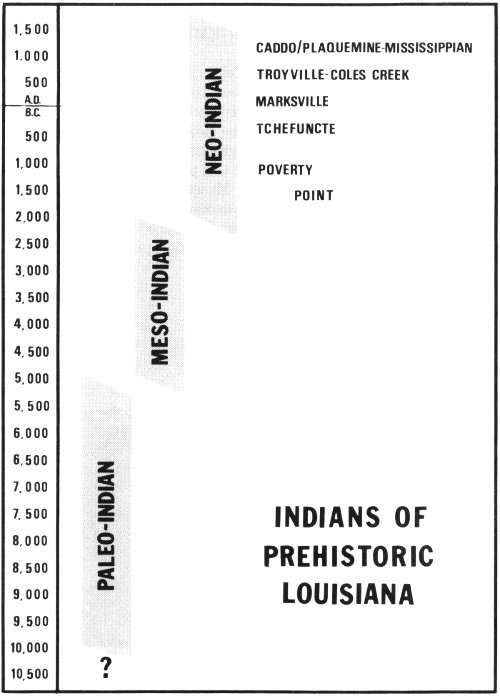 1,500
1.000
500
A.D.
B.C.
500
1,000
1,500
2,000
2,500
3,000
3,500
4,000
4,500
5,000
5,500
6,000
6,500
7,000
7,500
8,000
8,500
9,000
9,500
10,000
10,500
NEO-INDIAN
MESO-INDIAN
PALEO-INDIAN
?
CADDO/PLAQUEMINE-MISSISSIPPIAN
TROYVILLE-COLES CREEK
MARKSVILLE
TCHEFUNCTE
POVERTY
POINT
INDIANS OF
PREHISTORIC
LOUISIANA